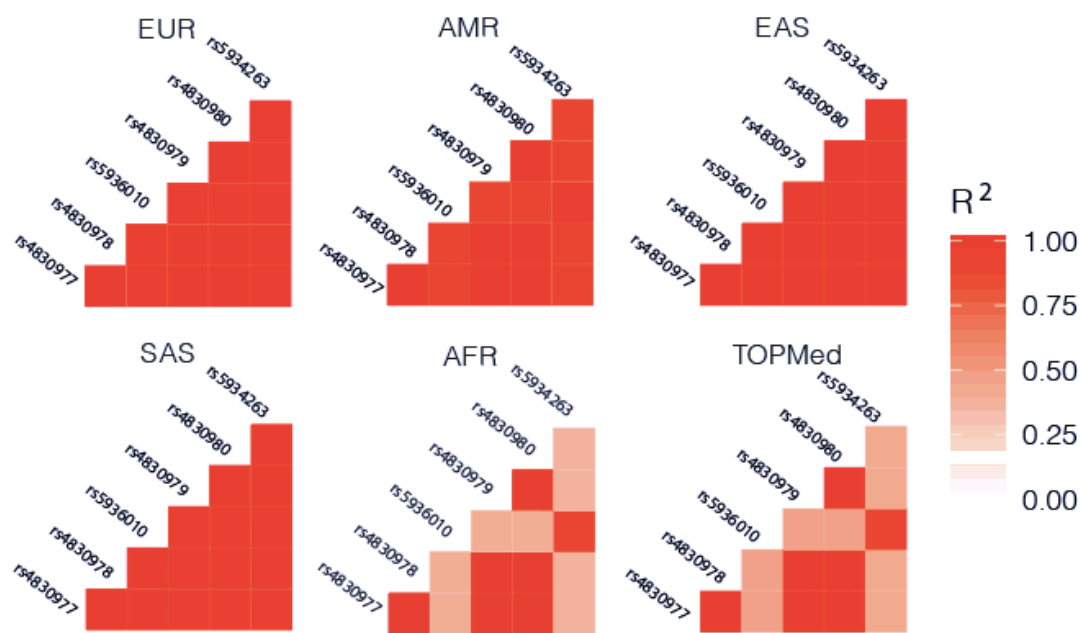 EUR
rs5934263
rs4830980
rs4830979
rs5936010
rs4830978
rs4830977
AMR
rs5934263
rs4830980
rs4830979
rs5936010
rs4830978
rs4830977
EAS
rs5934263
rs4830980
rs4830979
rs5936010
rs4830978
rs4830977
R²
1.00
0.75
0.50
0.25
0.00
SAS
rs5934263
rs4830980
rs4830979
rs5936010
rs4830978
rs4830977
AFR
rs5934263
rs4830980
rs4830979
rs5936010
rs4830978
rs4830977
TOPMed
rs5934263
rs4830980
rs4830979
rs5936010
rs4830978
rs4830977